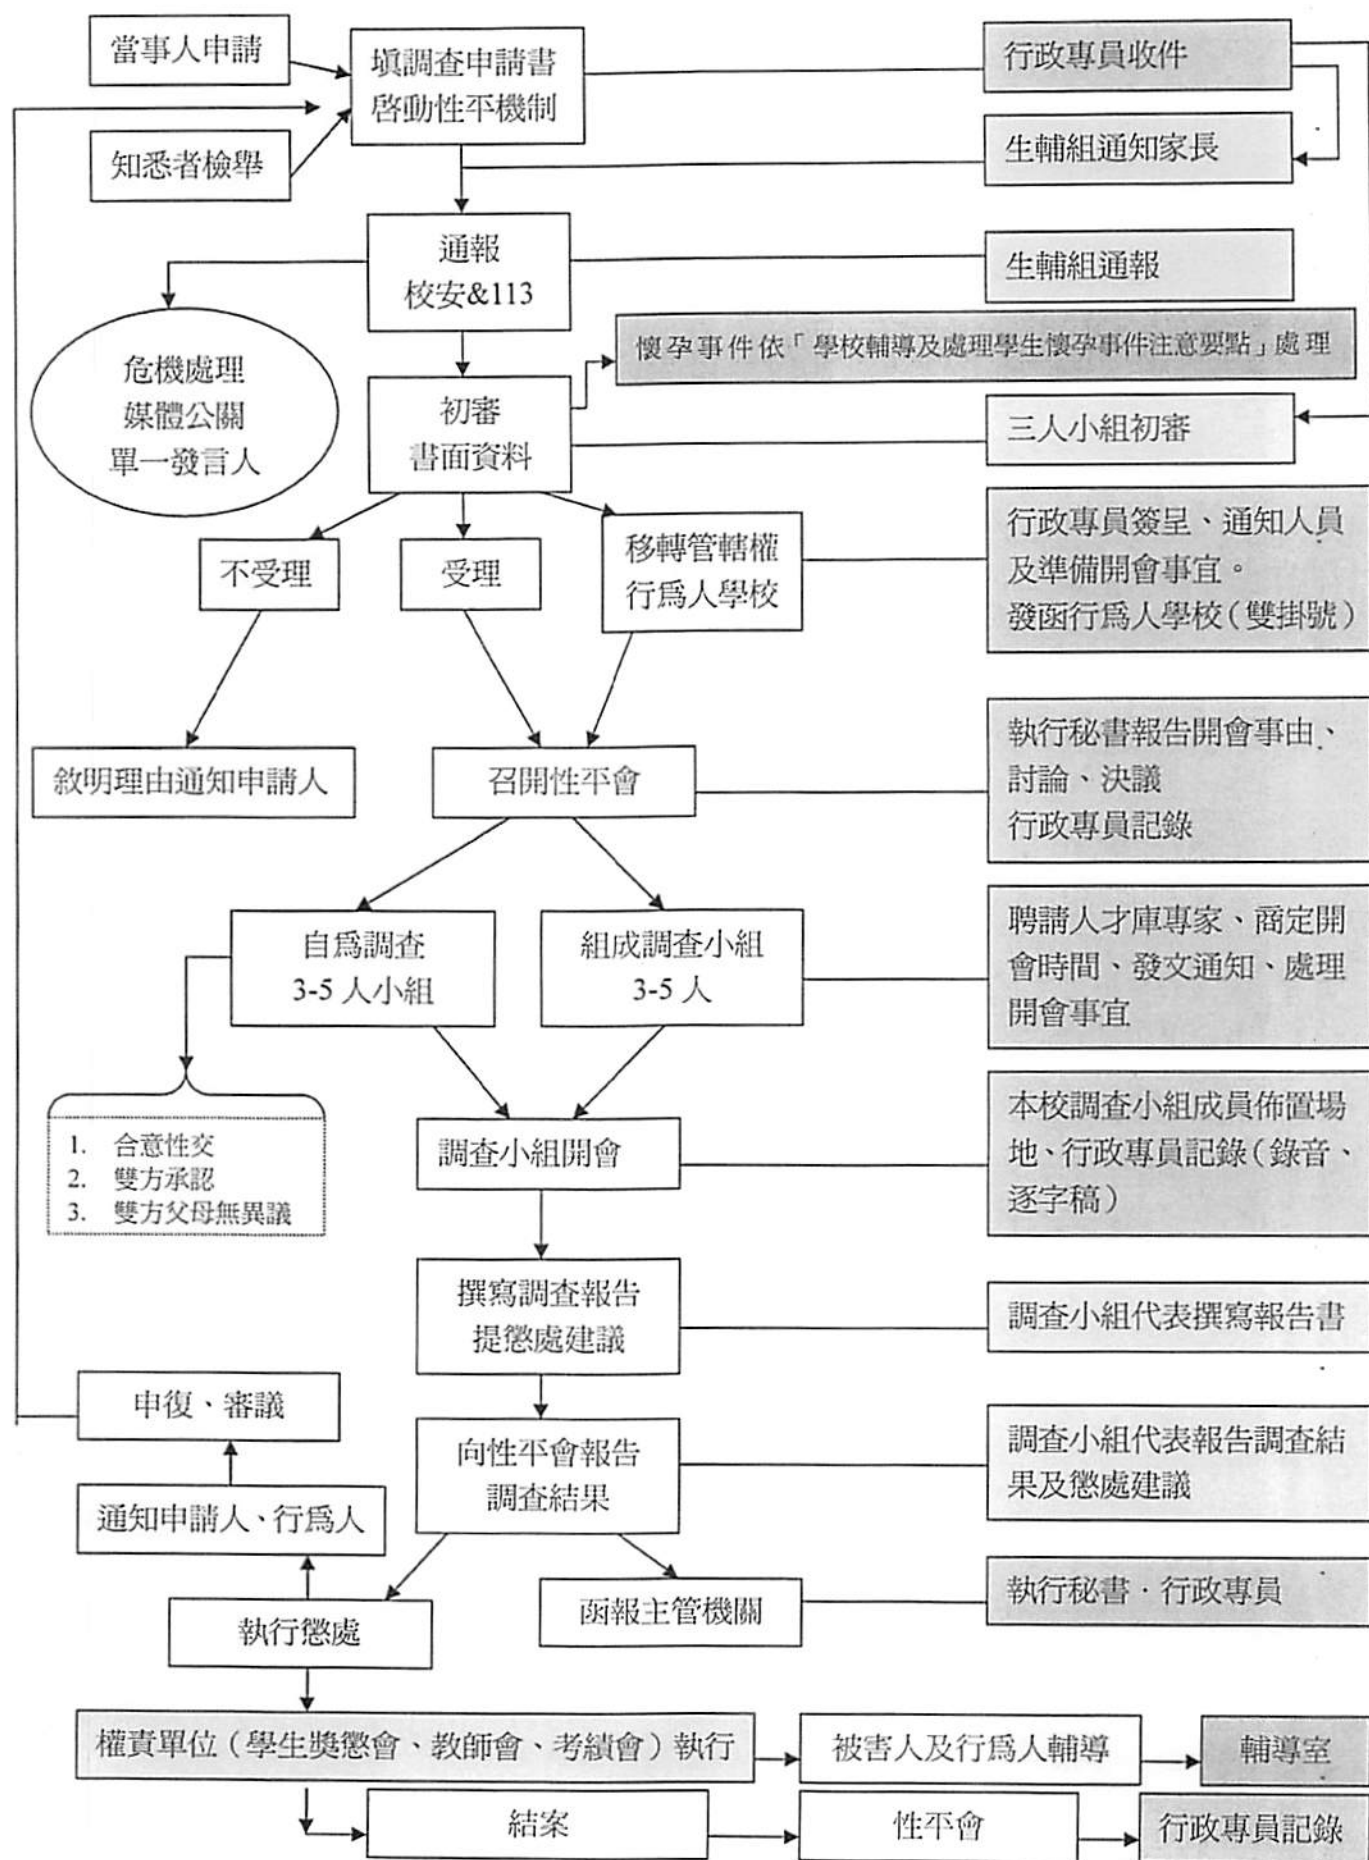 當事人申請
填調查申請書
啓動性平機制
行政專員收件
知悉者檢舉
生輔組通知家長
通報
校安&113
生輔組通報
危機處理
媒體公關
單一發言人
懷孕事件依「學校輔導及處理學生懷孕事件注意要點」處理
初審
書面資料
三人小組初審
不受理
受理
移轉管轄權
行爲人學校
行政專員簽呈、通知人員
及準備開會事宜。
發函行爲人學校(雙掛號)
敘明理由通知申請人
召開性平會
執行秘書報告開會事由、
討論、決議
行政專員記錄
自爲調查
3-5 人小組
組成調查小組
3-5 人
聘請人才庫專家、商定開
會時間、發文通知、處理
開會事宜
1. 合意性交
2. 雙方承認
3. 雙方父母無異議
調查小組開會
本校調查小組成員佈置場
地、行政專員記錄(錄音、
逐字稿)
撰寫調查報告
提懲處建議
調查小組代表撰寫報告書
申復、審議
向性平會報告
調查結果
調查小組代表報告調查結
果及懲處建議
通知申請人、行爲人
執行懲處
函報主管機關
執行秘書．行政專員
權責單位(學生獎懲會、教師會、考績會)執行
被害人及行爲人輔導
輔導室
結案
性平會
行政專員記錄